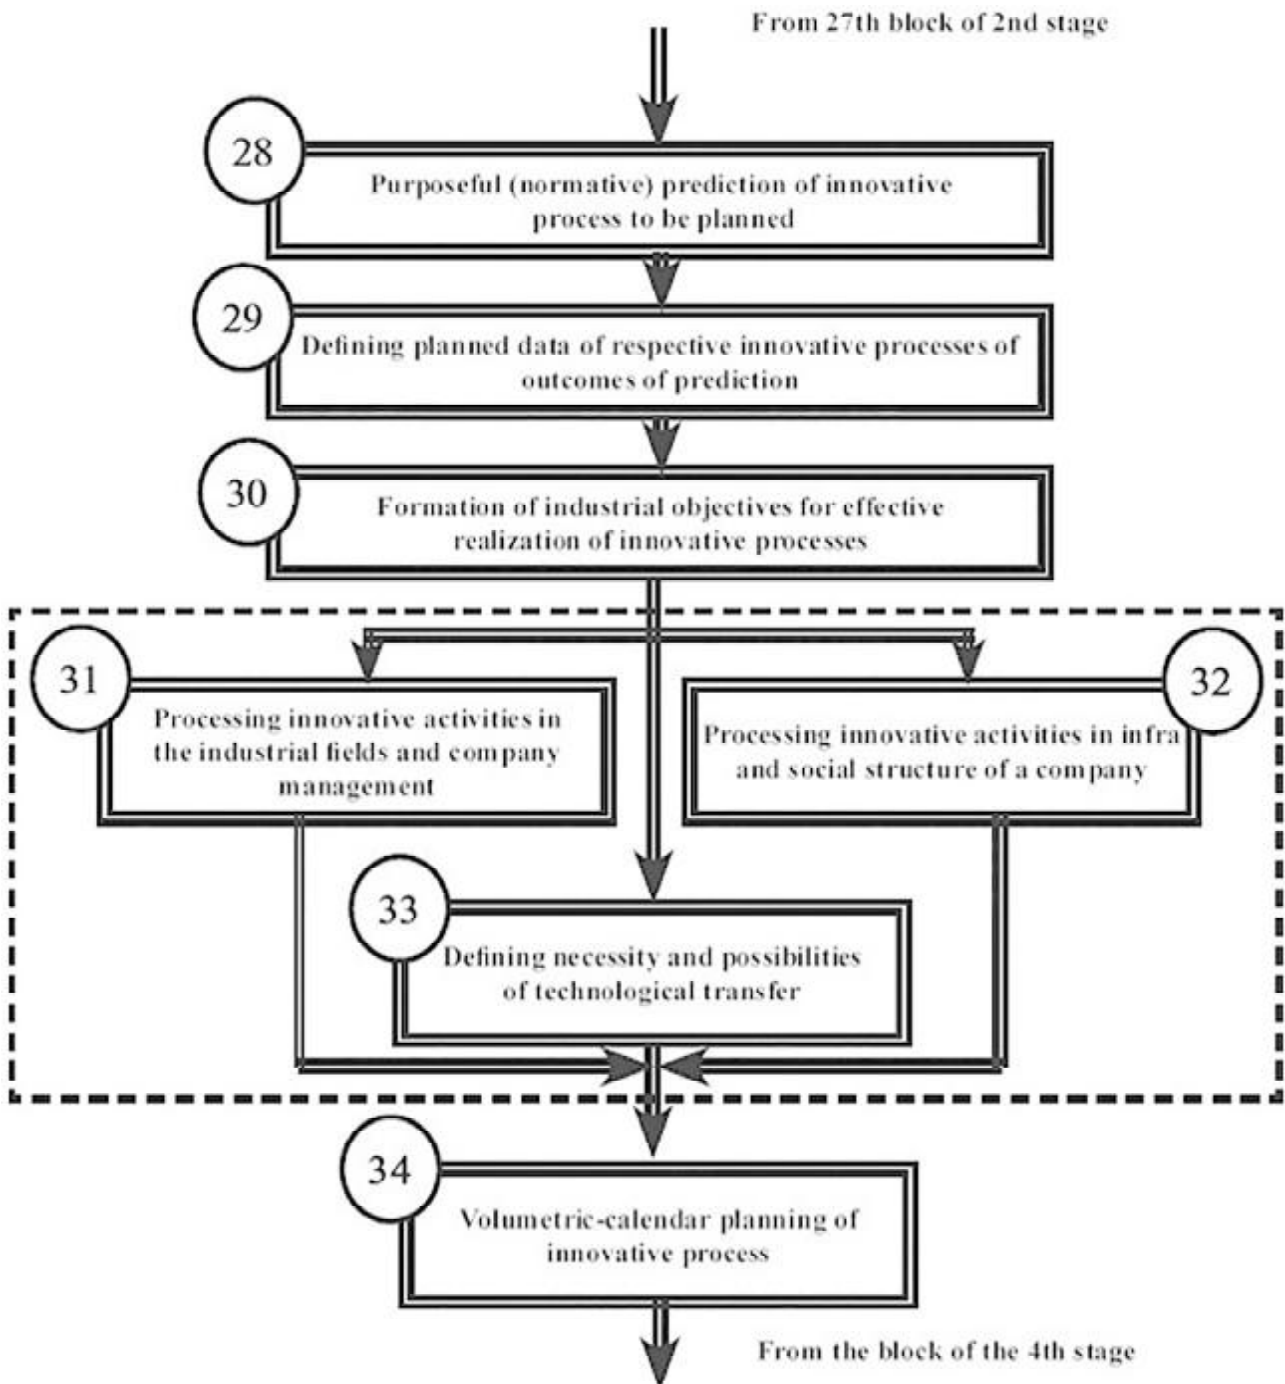 From 27th block of 2nd stage
28
Purposeful (normative) prediction of innovative
process to be planned
29
Defining planned data of respective innovative processes of
outcomes of prediction
30
Formation of industrial objectives for effective
realization of innovative processes
31
Processing innovative activities in
the industrial fields and company
management
32
Processing innovative activities in infra
and social structure of a company
33
Defining necessity and possibilities
of technological transfer
34
Volumetric-calendar planning of
innovative process
From the block of the 4th stage